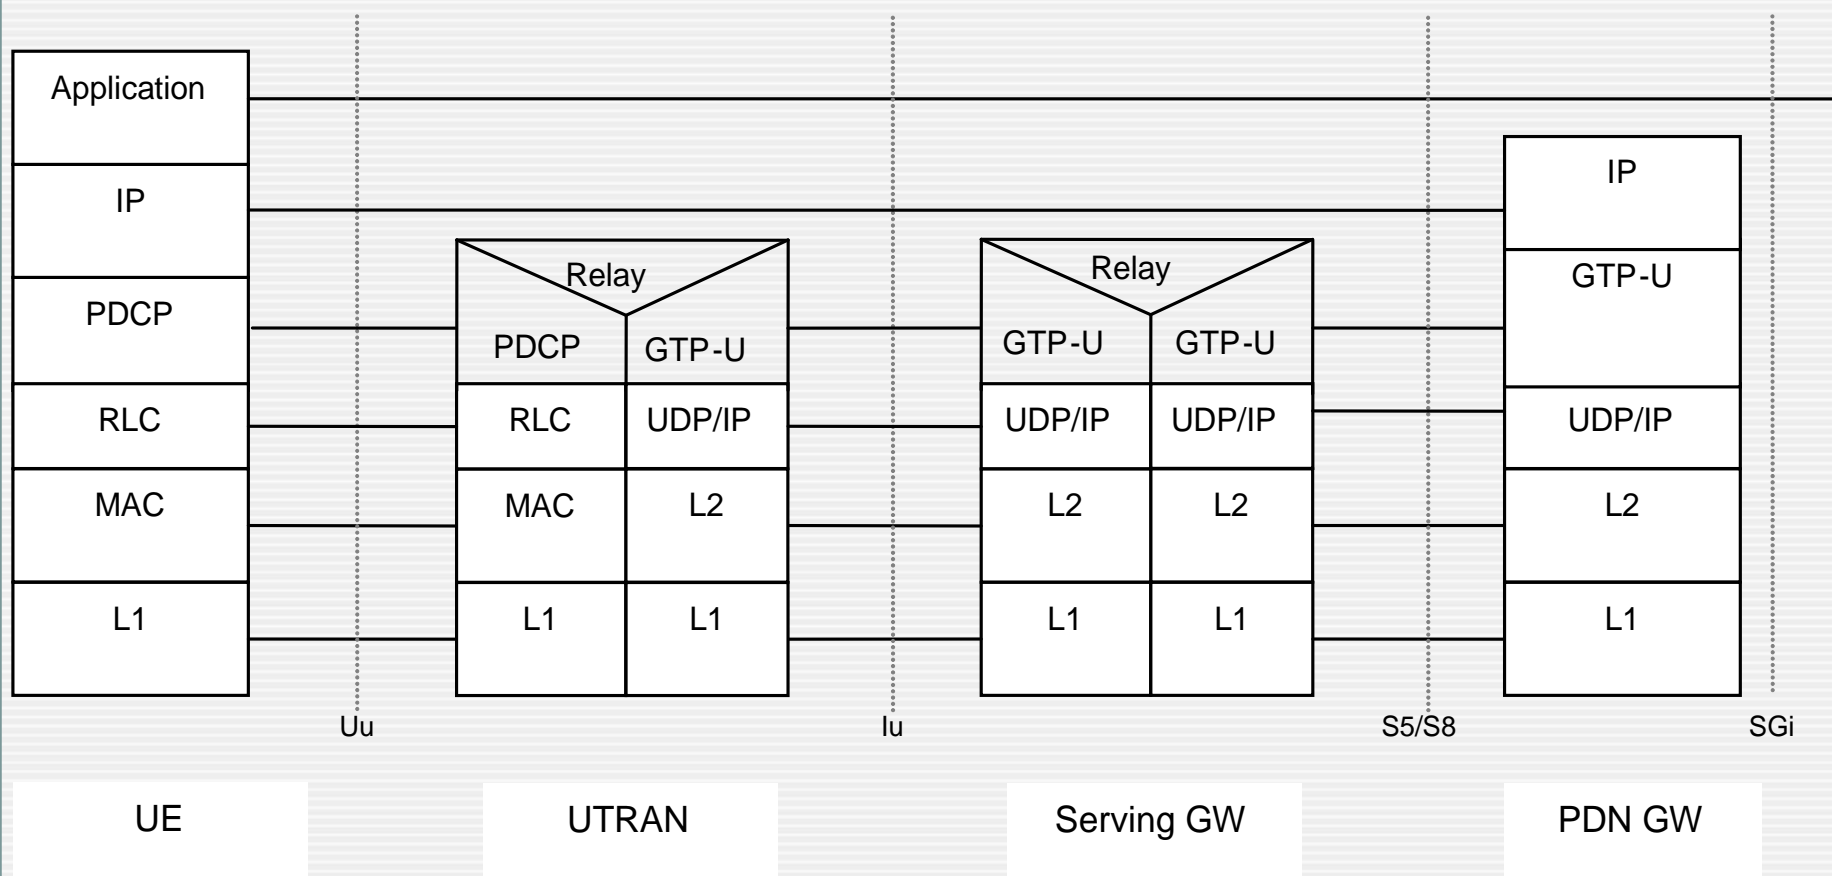 Application
IP
PDCP
RLC
MAC
L1
Relay
PDCP
GTP-U
RLC
UDP/IP
MAC
L2
L1
L1
Relay
GTP-U
GTP-U
UDP/IP
UDP/IP
L2
L2
L1
L1
IP
GTP-U
UDP/IP
L2
L1
Uu
Iu
S5/S8
SGi
UE
UTRAN
Serving GW
PDN GW